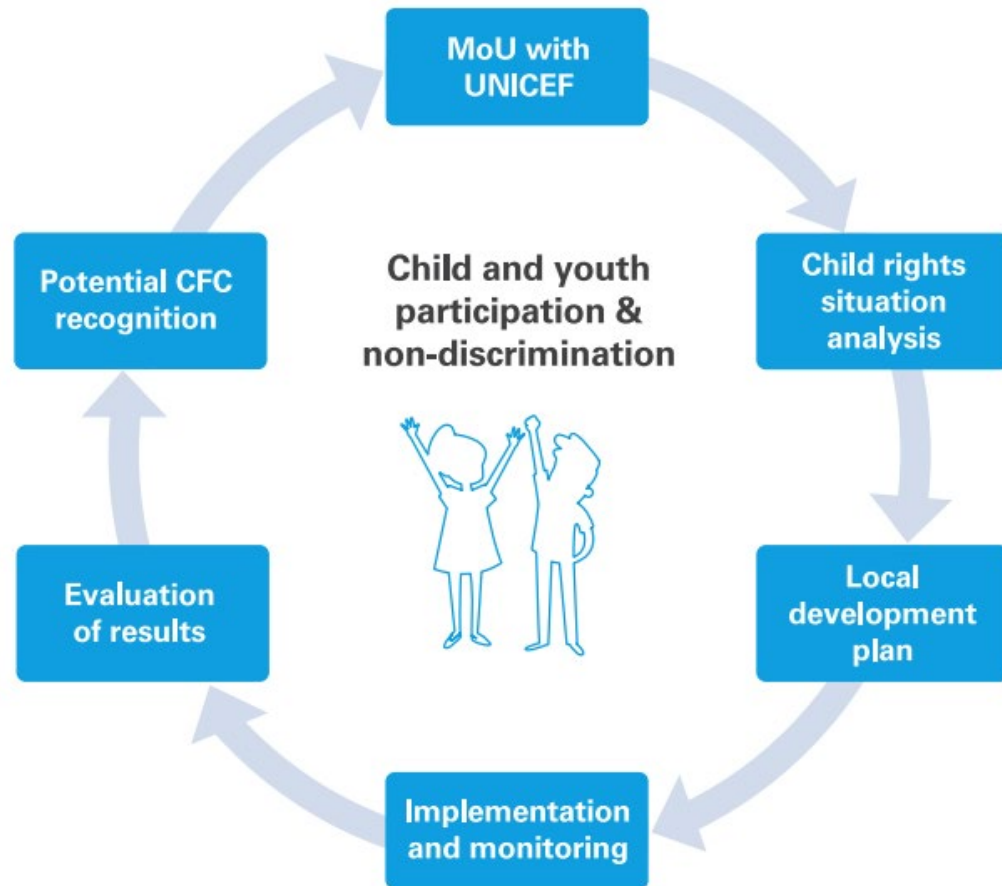 MoU with
UNICEF
Child rights
situation
analysis
Local
development
plan
Implementation
and monitoring
Evaluation
of results
Potential CFC
recognition
Child and youth
participation &
non-discrimination